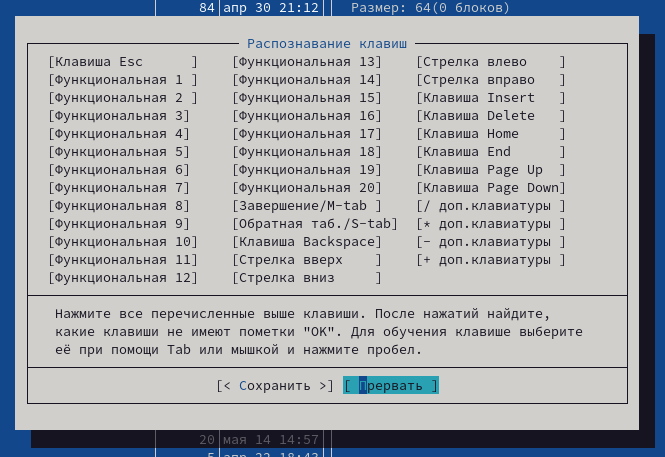 84 апр 30 21:12 Размер: 64(0 блоков)
Распознавание клавиш
[Клавиша Esc ] [Функциональная 13] [Стрелка влево ]
[Функциональная 1 ] [Функциональная 14] [Стрелка вправо ]
[Функциональная 2 ] [Функциональная 15] [Клавиша Insert ]
[Функциональная 3] [Функциональная 16] [Клавиша Delete ]
[Функциональная 4] [Функциональная 17] [Клавиша Home ]
[Функциональная 5] [Функциональная 18] [Клавиша End ]
[Функциональная 6] [Функциональная 19] [Клавиша Page Up ]
[Функциональная 7] [Функциональная 20] [Клавиша Page Down]
[Функциональная 8] [Завершение/M-tab ] [/ доп.клавиатуры ]
[Функциональная 9] [Обратная таб./S-tab] [* доп.клавиатуры ]
[Функциональная 10] [Клавиша Backspace] [- доп.клавиатуры ]
[Функциональная 11] [Стрелка вверх ] [+ доп.клавиатуры ]
[Функциональная 12] [Стрелка вниз ]
Нажмите все перечисленные выше клавиши. После нажатий найдите,
какие клавиши не имеют пометки "OK". Для обучения клавише выберите
её при помощи Tab или мышкой и нажмите пробел.
[< Сохранить >] [ Прервать ]
20 мая 14 14:57
5 апр 22 18:43